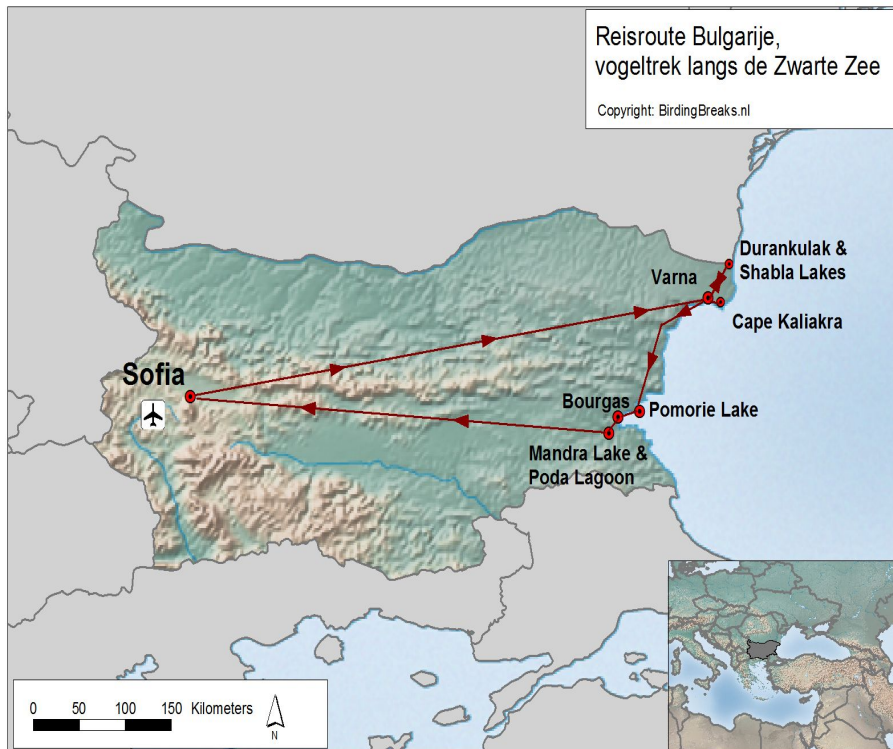 Reisroute Bulgarije,
vogeltrek langs de Zwarte Zee
Copyright: BirdingBreaks.nl
Durankulak &
Shabla Lakes
Varna
Cape Kaliakra
Sofia
Bourgas
Pomorie Lake
Mandra Lake &
Poda Lagoon
0 50 100 150 Kilometers
N